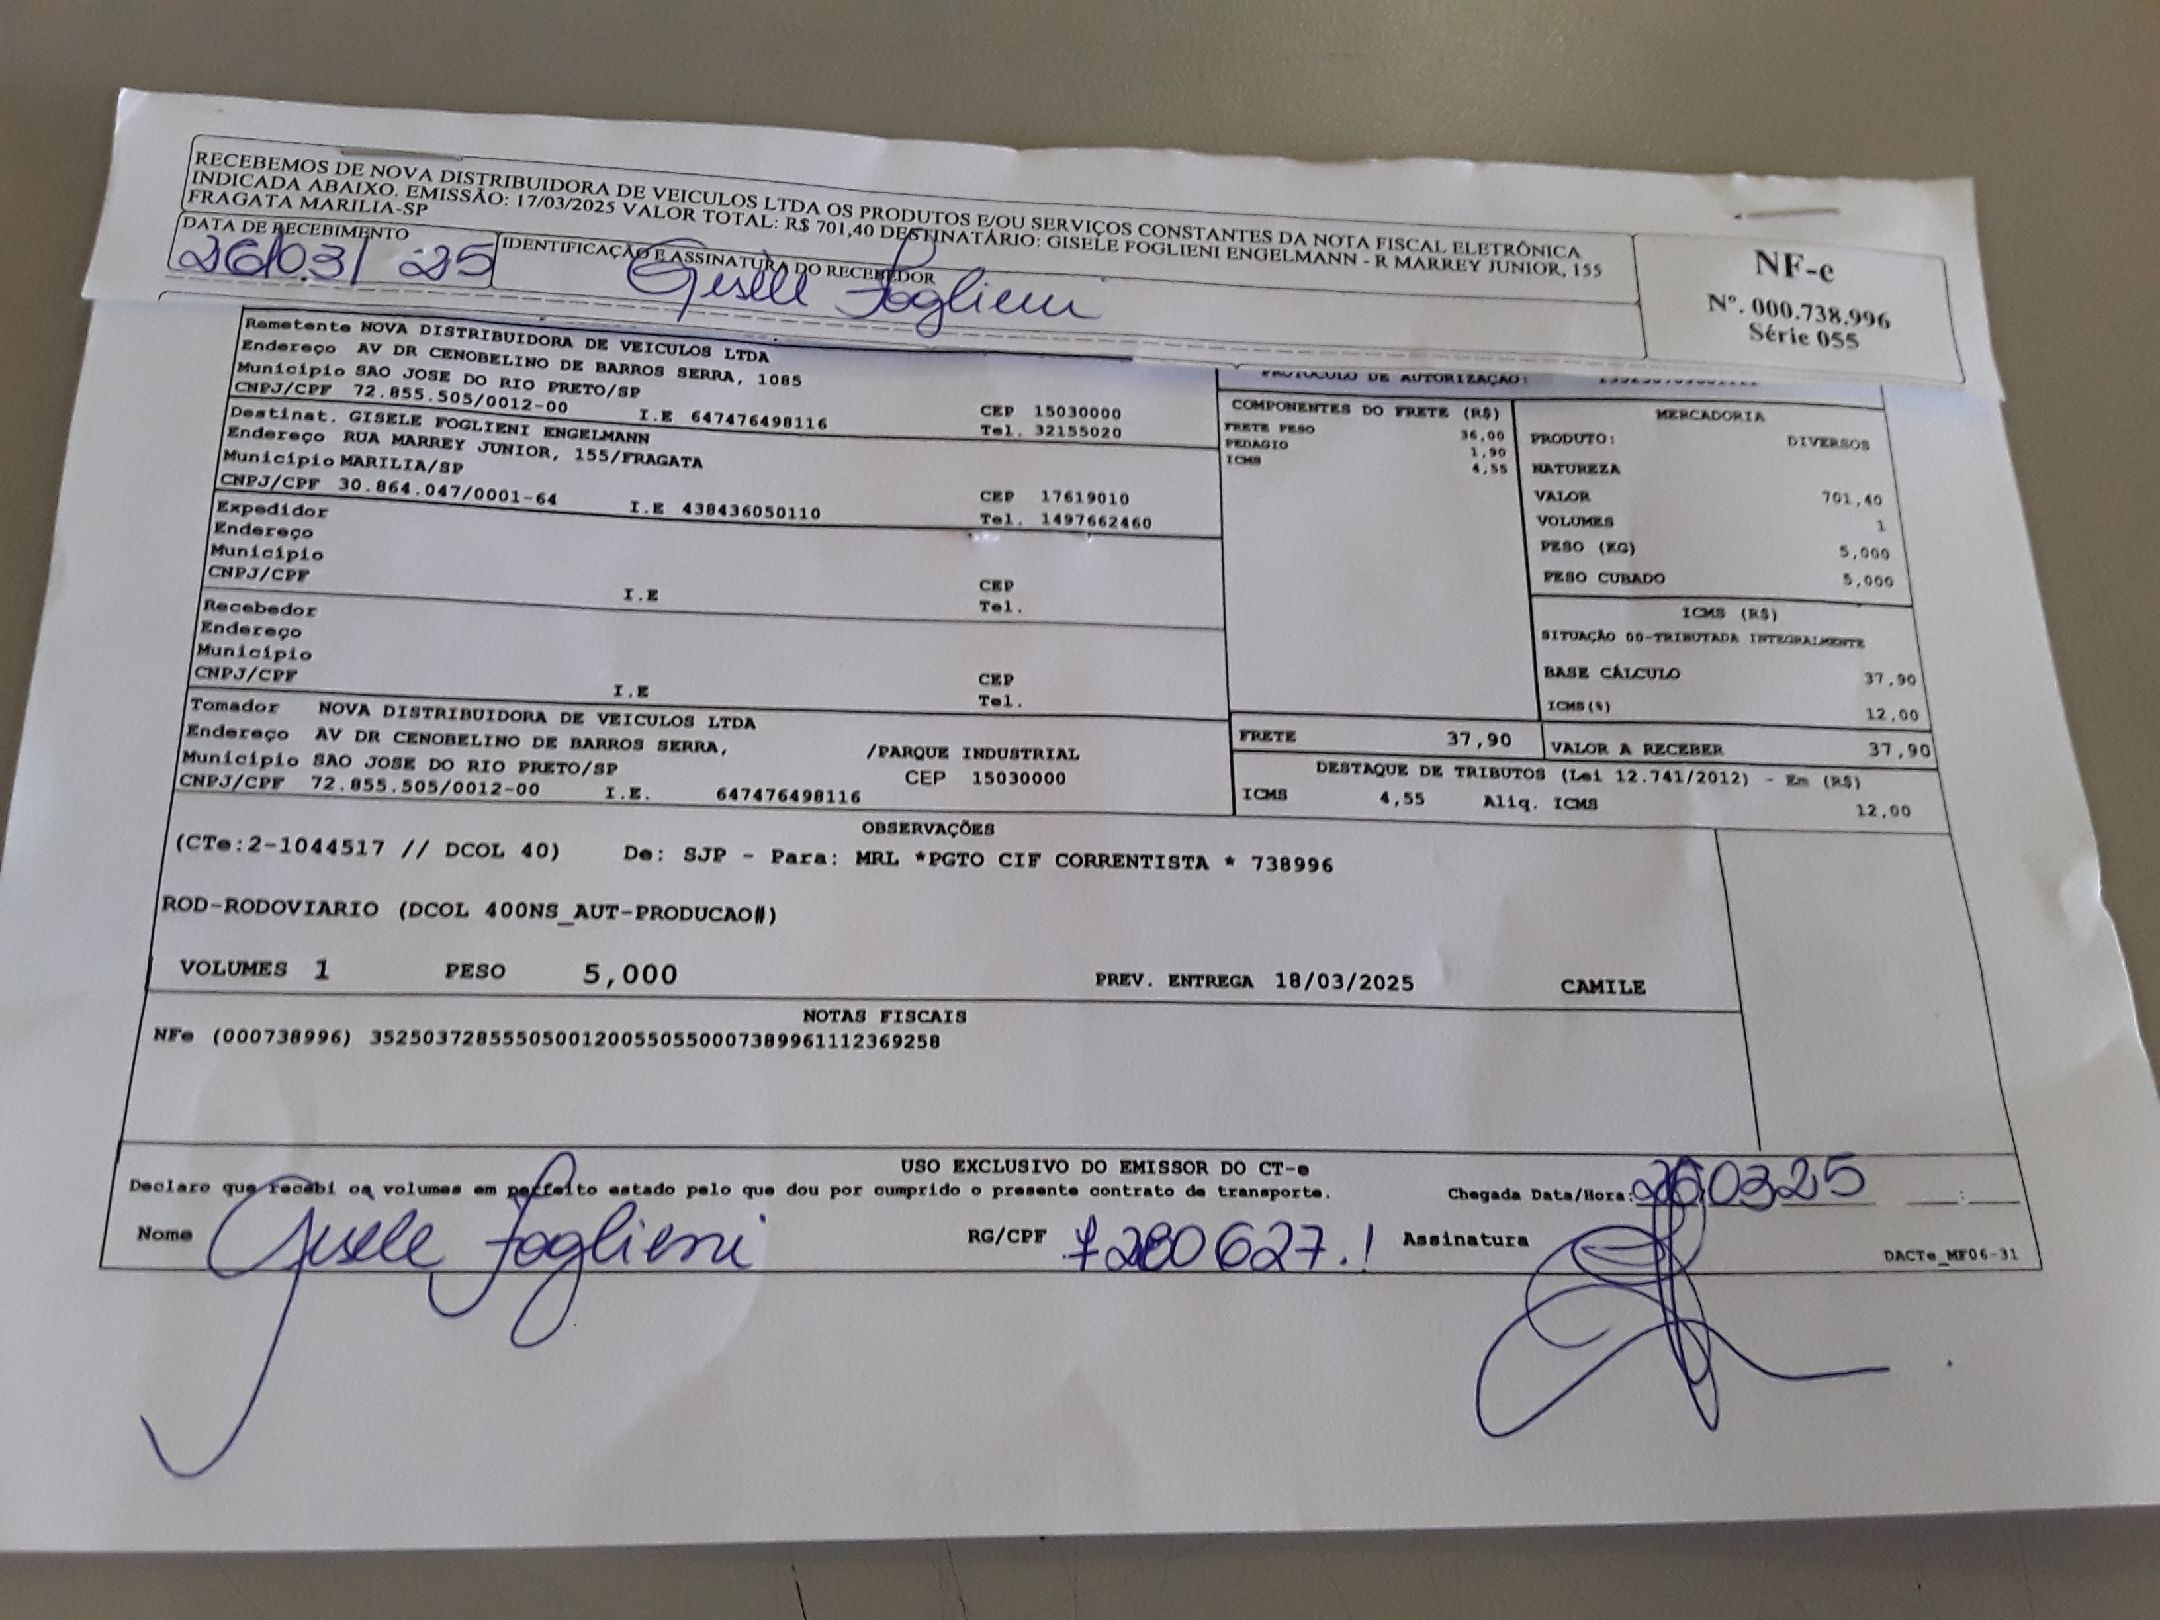 RECEBEMOS DE NOVA DISTRIBUIDORA DE VEICULOS LTDA OS PRODUTOS E/OU SERVIÇOS CONSTANTES DA NOTA FISCAL ELETRÔNICA
INDICADA ABAIXO. EMISSÃO: 17/03/2025 VALOR TOTAL: R$ 701,40 DESTINATÁRIO: GISELE FOGLIENI ENGELMANN - R MARREY JUNIOR, 155
FRAGATA MARILIA-SP
DATA DE RECEBIMENTO
26/03/25
IDENTIFICAÇÃO E ASSINATURA DO RECEBEDOR
Gisele Foglieni
NF-e
Nº. 000.738.996
Série 055
Remetente NOVA DISTRIBUIDORA DE VEICULOS LTDA
Endereço AV DR CENOBELINO DE BARROS SERRA, 1085
Município SAO JOSE DO RIO PRETO/SP CEP 15030000
CNPJ/CPF 72.855.505/0012-00 I.E 647476498116 Tel. 32155020
Destinat. GISELE FOGLIENI ENGELMANN
Endereço RUA MARREY JUNIOR, 155/FRAGATA
Município MARILIA/SP CEP 17619010
CNPJ/CPF 30.864.047/0001-64 I.E 438436050110 Tel. 1497662460
Expedidor
Endereço
Município CEP
CNPJ/CPF I.E Tel.
Recebedor
Endereço
Município CEP
CNPJ/CPF I.E Tel.
Tomador NOVA DISTRIBUIDORA DE VEICULOS LTDA
Endereço AV DR CENOBELINO DE BARROS SERRA, /PARQUE INDUSTRIAL
Município SAO JOSE DO RIO PRETO/SP CEP 15030000
CNPJ/CPF 72.855.505/0012-00 I.E. 647476498116
PROTOCOLO DE AUTORIZAÇÃO:
COMPONENTES DO FRETE (R$)
FRETE PESO 36,00
PEDAGIO 1,90
ICMS 4,55
MERCADORIA
PRODUTO: DIVERSOS
NATUREZA
VALOR 701,40
VOLUMES 1
PESO (KG) 5,000
PESO CUBADO 5,000
ICMS (R$)
SITUAÇÃO 00-TRIBUTADA INTEGRALMENTE
BASE CÁLCULO 37,90
ICMS(%) 12,00
FRETE 37,90 VALOR A RECEBER 37,90
DESTAQUE DE TRIBUTOS (Lei 12.741/2012) - Em (R$)
ICMS 4,55 Aliq. ICMS 12,00
OBSERVAÇÕES
(CTe:2-1044517 // DCOL 40) De: SJP - Para: MRL *PGTO CIF CORRENTISTA * 738996
ROD-RODOVIARIO (DCOL 400NS_AUT-PRODUCAO#)
VOLUMES 1 PESO 5,000 PREV. ENTREGA 18/03/2025 CAMILE
NOTAS FISCAIS
NFe (000738996) 35250372855505001200550550007389961112369258
USO EXCLUSIVO DO EMISSOR DO CT-e
Declaro que recebi os volumes em perfeito estado pelo que dou por cumprido o presente contrato de transporte. Chegada Data/Hora: 260325 ____:____
Nome Gisele Foglieni RG/CPF 7280627.1 Assinatura
DACTe_MF06-31